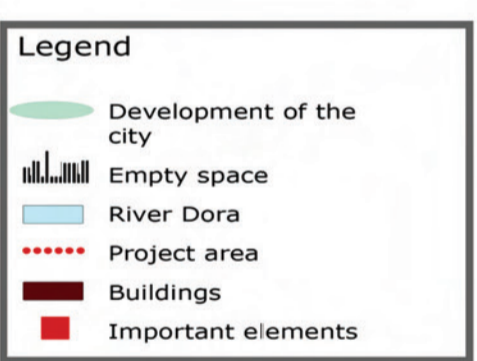 Legend
Development of the
city
Empty space
River Dora
Project area
Buildings
Important elements